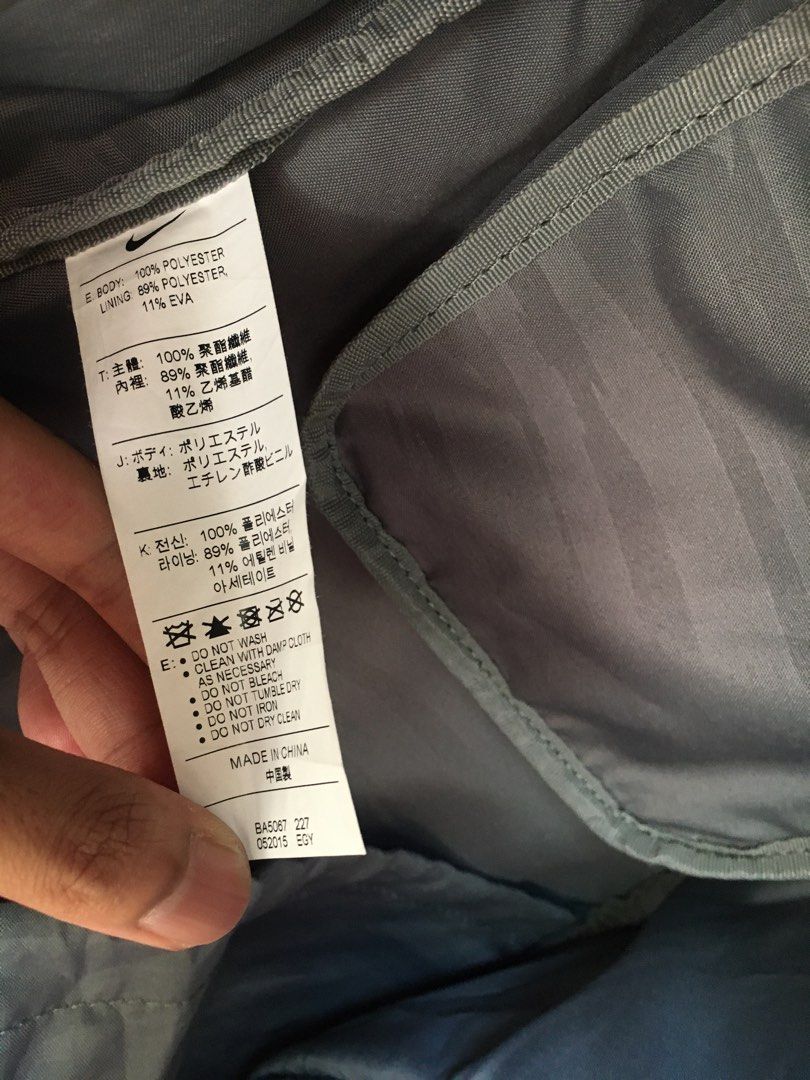 E. BODY: 100% POLYESTER
LINING: 89% POLYESTER,
11% EVA
T: 主體: 100% 聚酯纖維
內裡: 89% 聚酯纖維,
11% 乙烯基醋
酸乙烯
J: ボディ: ポリエステル
裏地: ポリエステル,
エチレン酢酸ビニル
K: 전신: 100% 폴리에스터
라이닝: 89% 폴리에스터,
11% 에틸렌 비닐
아세테이트
E: • DO NOT WASH
• CLEAN WITH DAMP CLOTH
AS NECESSARY
• DO NOT BLEACH
• DO NOT TUMBLE DRY
• DO NOT IRON
• DO NOT DRY CLEAN
MADE IN CHINA
中国製
BA5067 227
052015 EGY